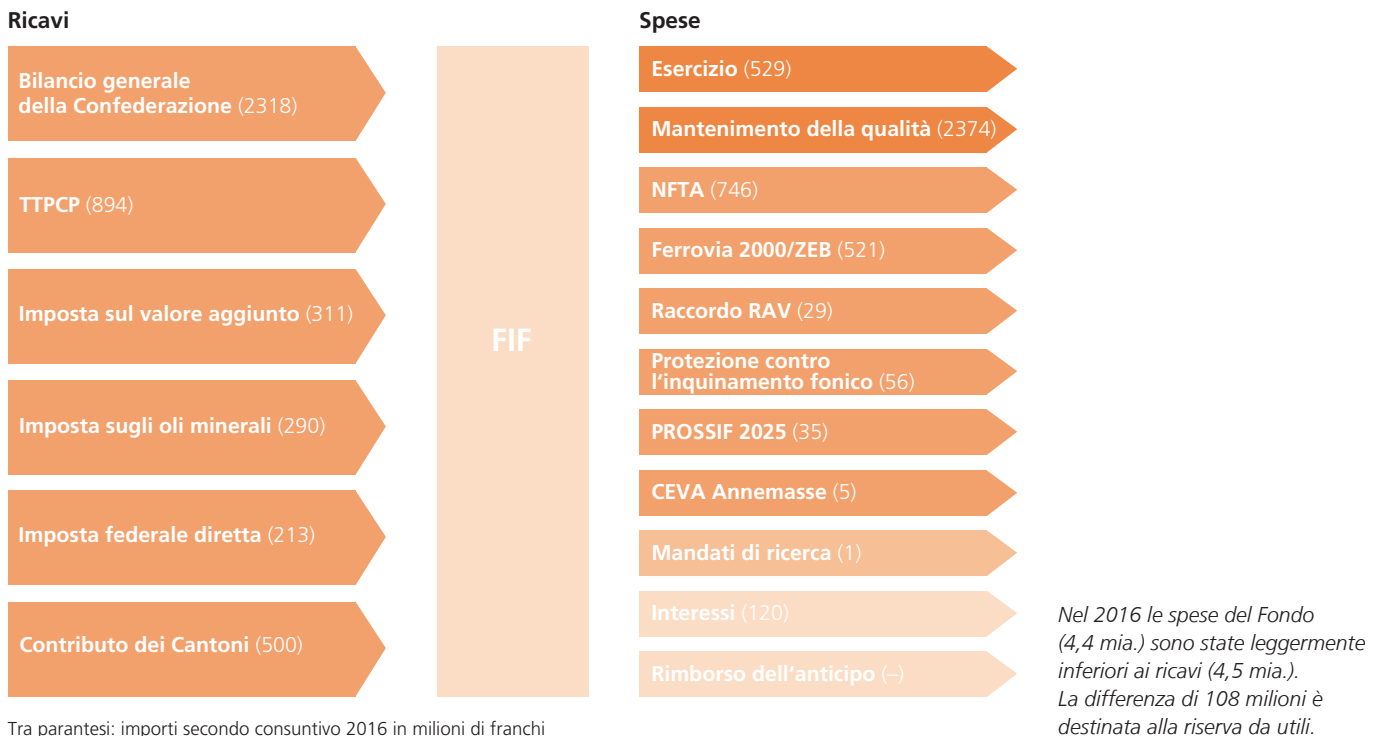 Ricavi
Bilancio generale
della Confederazione (2318)
TTPCP (894)
Imposta sul valore aggiunto (311)
Imposta sugli oli minerali (290)
Imposta federale diretta (213)
Contributo dei Cantoni (500)
FIF
Spese
Esercizio (529)
Mantenimento della qualità (2374)
NFTA (746)
Ferrovia 2000/ZEB (521)
Raccordo RAV (29)
Protezione contro
l'inquinamento fonico (56)
PROSSIF 2025 (35)
CEVA Annemasse (5)
Mandati di ricerca (1)
Interessi (120)
Rimborso dell'anticipo (–)
Nel 2016 le spese del Fondo
(4,4 mia.) sono state leggermente
inferiori ai ricavi (4,5 mia.).
La differenza di 108 milioni è
destinata alla riserva da utili.
Tra parantesi: importi secondo consuntivo 2016 in milioni di franchi